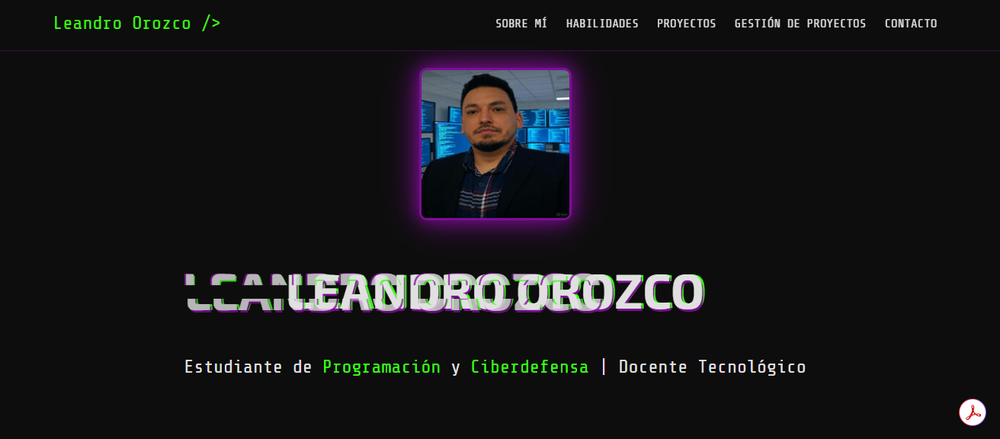 Leandro Orozco />
SOBRE MÍ HABILIDADES PROYECTOS GESTIÓN DE PROYECTOS CONTACTO
LEANDRO OROZCO
Estudiante de Programación y Ciberdefensa | Docente Tecnológico